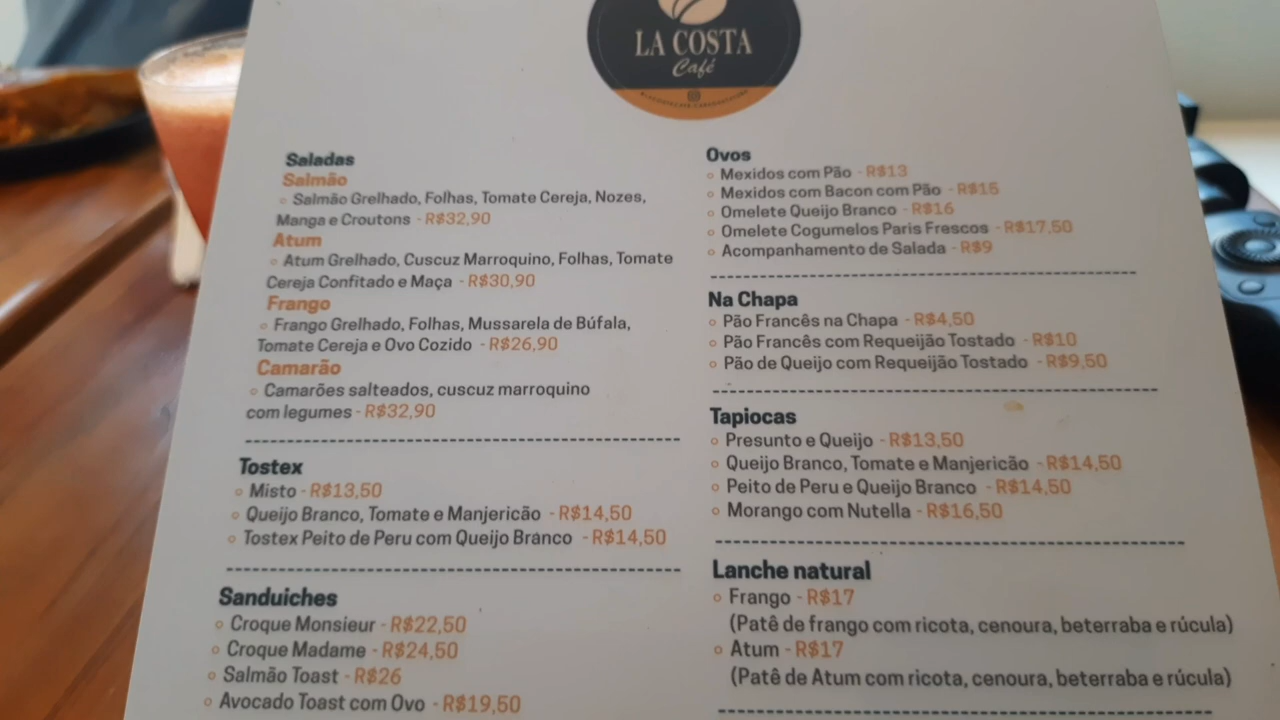 LA COSTA
Café
Saladas
Salmão
Salmão Grelhado, Folhas, Tomate Cereja, Nozes,
Manga e Croutons - R$32,90
Atum
Atum Grelhado, Cuscuz Marroquino, Folhas, Tomate
Cereja Confitado e Maça - R$30,90
Frango
Frango Grelhado, Folhas, Mussarela de Búfala,
Tomate Cereja e Ovo Cozido - R$26,90
Camarão
Camarões salteados, cuscuz marroquino
com legumes - R$32,90
Tostex
Misto - R$13,50
Queijo Branco, Tomate e Manjericão - R$14,50
Tostex Peito de Peru com Queijo Branco - R$14,50
Sanduiches
Croque Monsieur - R$22,50
Croque Madame - R$24,50
Salmão Toast - R$26
Avocado Toast com Ovo - R$19,50
Ovos
Mexidos com Pão - R$13
Mexidos com Bacon com Pão - R$15
Omelete Queijo Branco - R$16
Omelete Cogumelos Paris Frescos - R$17,50
Acompanhamento de Salada - R$9
Na Chapa
Pão Francês na Chapa - R$4,50
Pão Francês com Requeijão Tostado - R$10
Pão de Queijo com Requeijão Tostado - R$9,50
Tapiocas
Presunto e Queijo - R$13,50
Queijo Branco, Tomate e Manjericão - R$14,50
Peito de Peru e Queijo Branco - R$14,50
Morango com Nutella - R$16,50
Lanche natural
Frango - R$17
(Patê de frango com ricota, cenoura, beterraba e rúcula)
Atum - R$17
(Patê de Atum com ricota, cenoura, beterraba e rúcula)